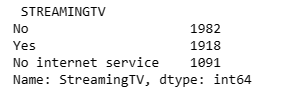 STREAMINGTV
No 1982
Yes 1918
No internet service 1091
Name: StreamingTV, dtype: int64